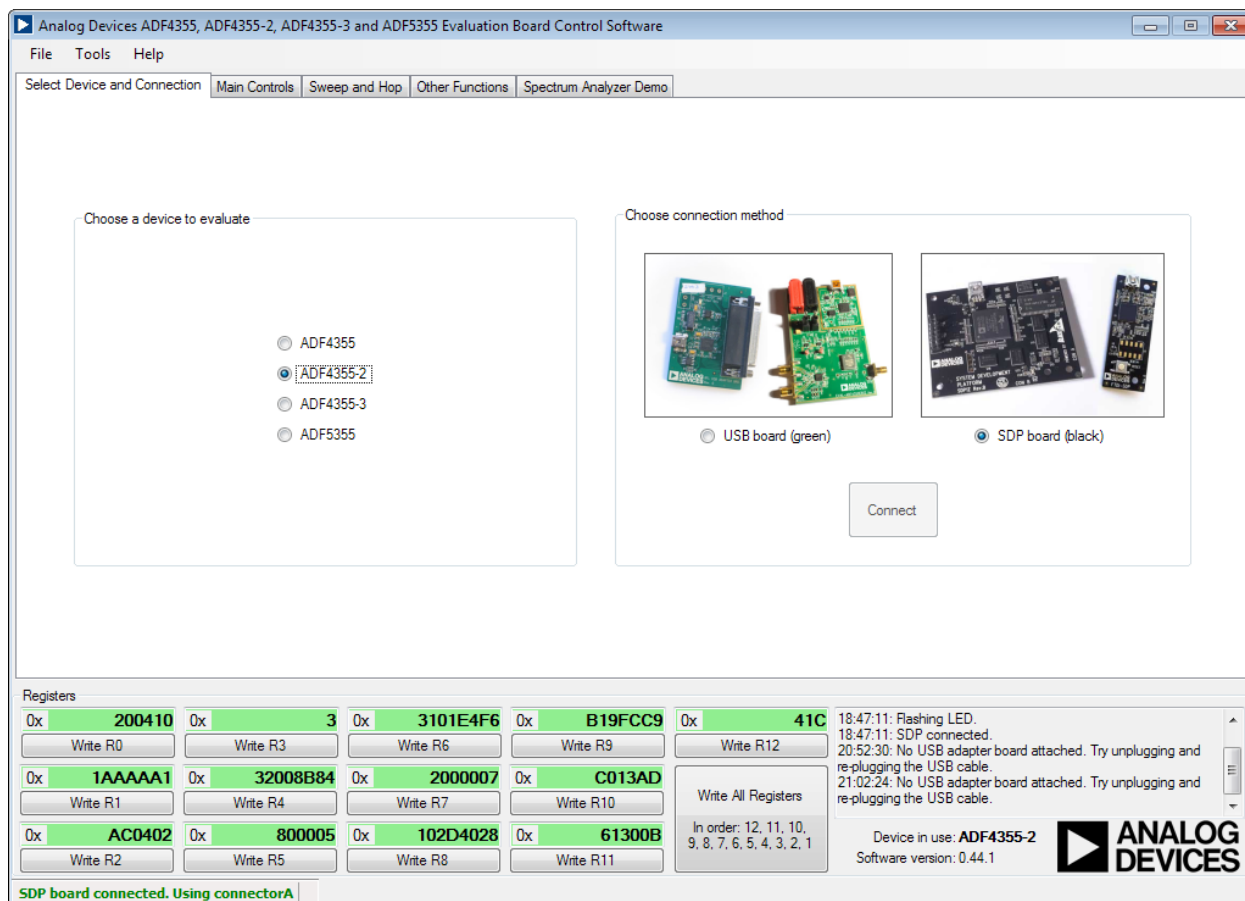 Analog Devices ADF4355, ADF4355-2, ADF4355-3 and ADF5355 Evaluation Board Control Software
File Tools Help
Select Device and Connection Main Controls Sweep and Hop Other Functions Spectrum Analyzer Demo
Choose a device to evaluate
ADF4355
ADF4355-2
ADF4355-3
ADF5355
Choose connection method
ANALOG DEVICES
SYSTEM DEVELOPMENT
PLATFORM
USB board (green)
SDP board (black)
Connect
Registers
0x 200410 0x 3 0x 3101E4F6 0x B19FCC9 0x 41C
Write R0 Write R3 Write R6 Write R9 Write R12
0x 1AAAAA1 0x 32008B84 0x 2000007 0x C013AD
Write R1 Write R4 Write R7 Write R10
0x AC0402 0x 800005 0x 102D4028 0x 61300B
Write R2 Write R5 Write R8 Write R11
Write All Registers
In order: 12, 11, 10,
9, 8, 7, 6, 5, 4, 3, 2, 1
18:47:11: Flashing LED.
18:47:11: SDP connected.
20:52:30: No USB adapter board attached. Try unplugging and
re-plugging the USB cable.
21:02:24: No USB adapter board attached. Try unplugging and
re-plugging the USB cable.
Device in use: ADF4355-2
Software version: 0.44.1
ANALOG
DEVICES
SDP board connected. Using connectorA